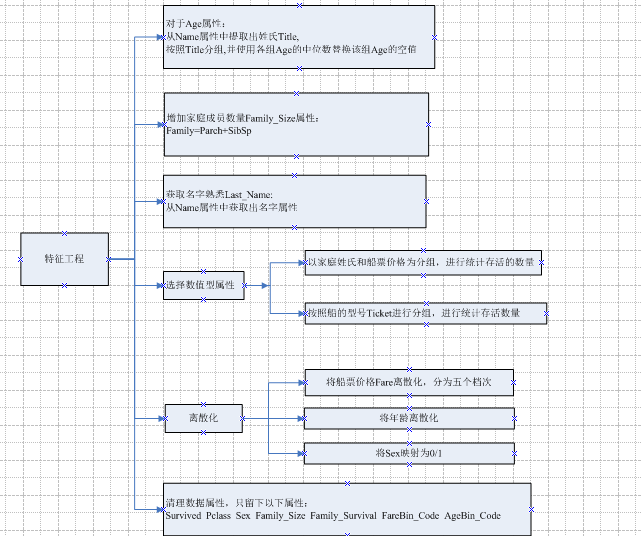 对于Age属性：
从Name属性中提取出姓氏Title,
按照Title分组,并使用各组Age的中位数替换该组Age的空值
增加家庭成员数量Family_Size属性：
Family=Parch+SibSp
获取名字熟悉Last_Name:
从Name属性中获取出名字属性
特征工程
选择数值型属性
以家庭姓氏和船票价格为分组，进行统计存活的数量
按照船的型号Ticket进行分组，进行统计存活数量
离散化
将船票价格Fare离散化，分为五个档次
将年龄离散化
将Sex映射为0/1
清理数据属性，只留下以下属性：
Survived Pclass Sex Family_Size Family_Survival FareBin_Code AgeBin_Code